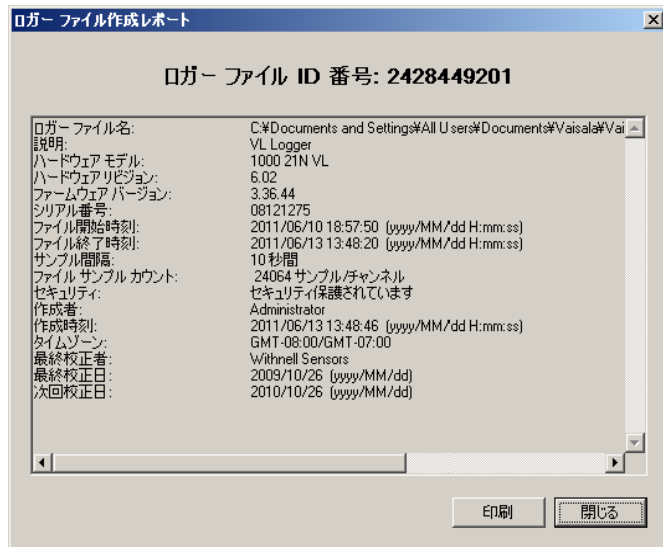 ロガー ファイル作成レポート
ロガー ファイル ID 番号: 2428449201
ロガー ファイル名: C:¥Documents and Settings¥All Users¥Documents¥Vaisala¥Vai
説明: VL Logger
ハードウェア モデル: 1000 21N VL
ハードウェア リビジョン: 6.02
ファームウェア バージョン: 3.36.44
シリアル番号: 08121275
ファイル開始時刻: 2011/06/10 18:57:50 (yyyy/MM/dd H:mm:ss)
ファイル終了時刻: 2011/06/13 13:48:20 (yyyy/MM/dd H:mm:ss)
サンプル間隔: 10 秒間
ファイル サンプル カウント: 24064 サンプル/チャンネル
セキュリティ: セキュリティ保護されています
作成者: Administrator
作成時刻: 2011/06/13 13:48:46 (yyyy/MM/dd H:mm:ss)
タイムゾーン: GMT-08:00/GMT-07:00
最終校正者: Withnell Sensors
最終校正日: 2009/10/26 (yyyy/MM/dd)
次回校正日: 2010/10/26 (yyyy/MM/dd)
印刷 閉じる